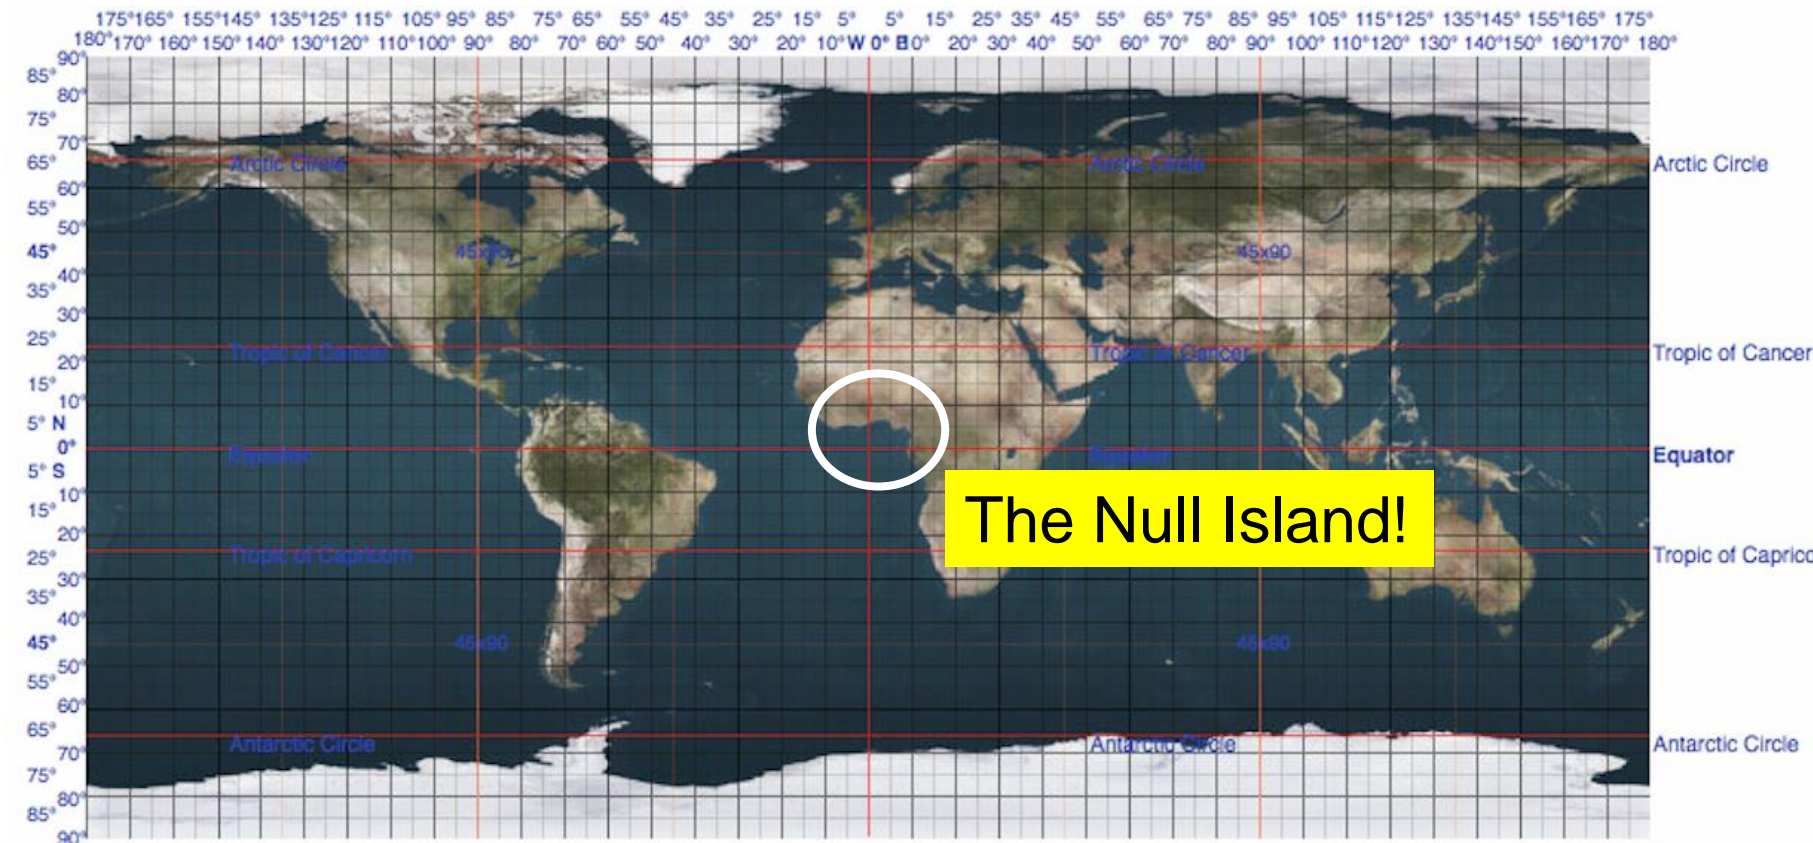 175° 165° 155° 145° 135° 125° 115° 105° 95° 85° 75° 65° 55° 45° 35° 25° 15° 5° 5° 15° 25° 35° 45° 55° 65° 75° 85° 95° 105° 115° 125° 135° 145° 155° 165° 175°
180° 170° 160° 150° 140° 130° 120° 110° 100° 90° 80° 70° 60° 50° 40° 30° 20° 10° W 0° 10° 20° 30° 40° 50° 60° 70° 80° 90° 100° 110° 120° 130° 140° 150° 160° 170° 180°
90°
85°
80°
75°
70°
65° Arctic Circle Arctic Circle Arctic Circle
60°
55°
50°
45° 45x90 45x90
40°
35°
30°
25°
Tropic of Cancer Tropic of Cancer Tropic of Cancer
20°
15°
10°
5° N
0° Equator Equator Equator
5° S
10°
15°
The Null Island!
20°
25° Tropic of Capricorn Tropic of Caprico
30°
35°
40°
45° 45x90 45x90
50°
55°
60°
65°
Antarctic Circle Antarctic Circle Antarctic Circle
70°
75°
80°
85°
90°